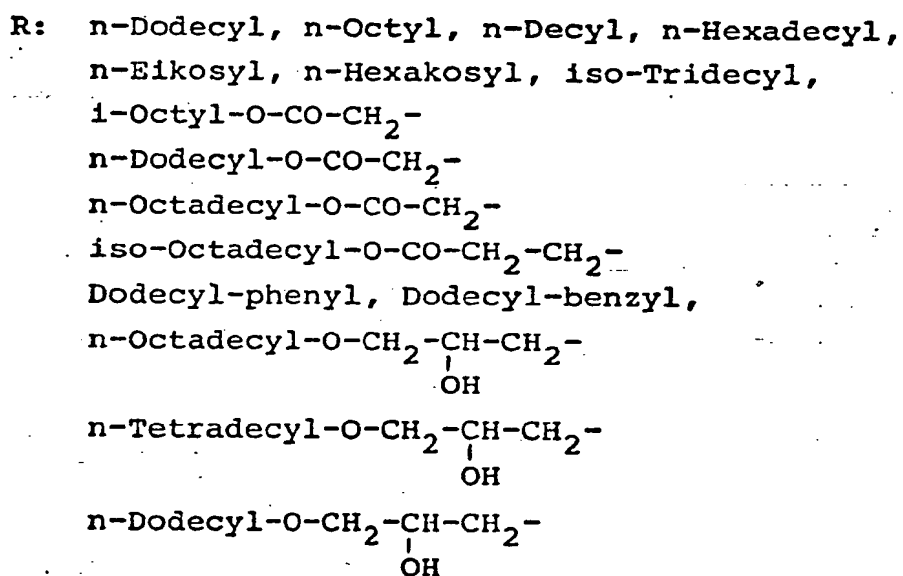 R: n-Dodecyl, n-Octyl, n-Decyl, n-Hexadecyl,
n-Eikosyl, n-Hexakosyl, iso-Tridecyl,
i-Octyl-O-CO-CH₂-
n-Dodecyl-O-CO-CH₂-
n-Octadecyl-O-CO-CH₂-
iso-Octadecyl-O-CO-CH₂-CH₂-
Dodecyl-phenyl, Dodecyl-benzyl,
n-Octadecyl-O-CH₂-CH-CH₂-
OH
n-Tetradecyl-O-CH₂-CH-CH₂-
OH
n-Dodecyl-O-CH₂-CH-CH₂-
OH